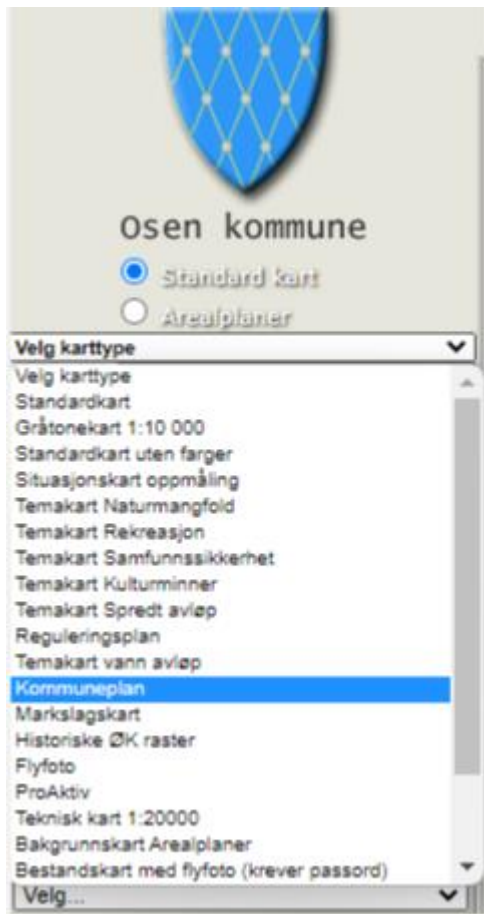 Osen kommune
Standard kart
Arealplaner
Velg karttype
Velg karttype
Standardkart
Gråtonekart 1:10 000
Standardkart uten farger
Situasjonskart oppmåling
Temakart Naturmangfold
Temakart Rekreasjon
Temakart Samfunnssikkerhet
Temakart Kulturminner
Temakart Spredt avløp
Reguleringsplan
Temakart vann avløp
Kommuneplan
Markslagskart
Historiske ØK raster
Flyfoto
ProAktiv
Teknisk kart 1:20000
Bakgrunnskart Arealplaner
Bestandskart med flyfoto (krever passord)
Velg...